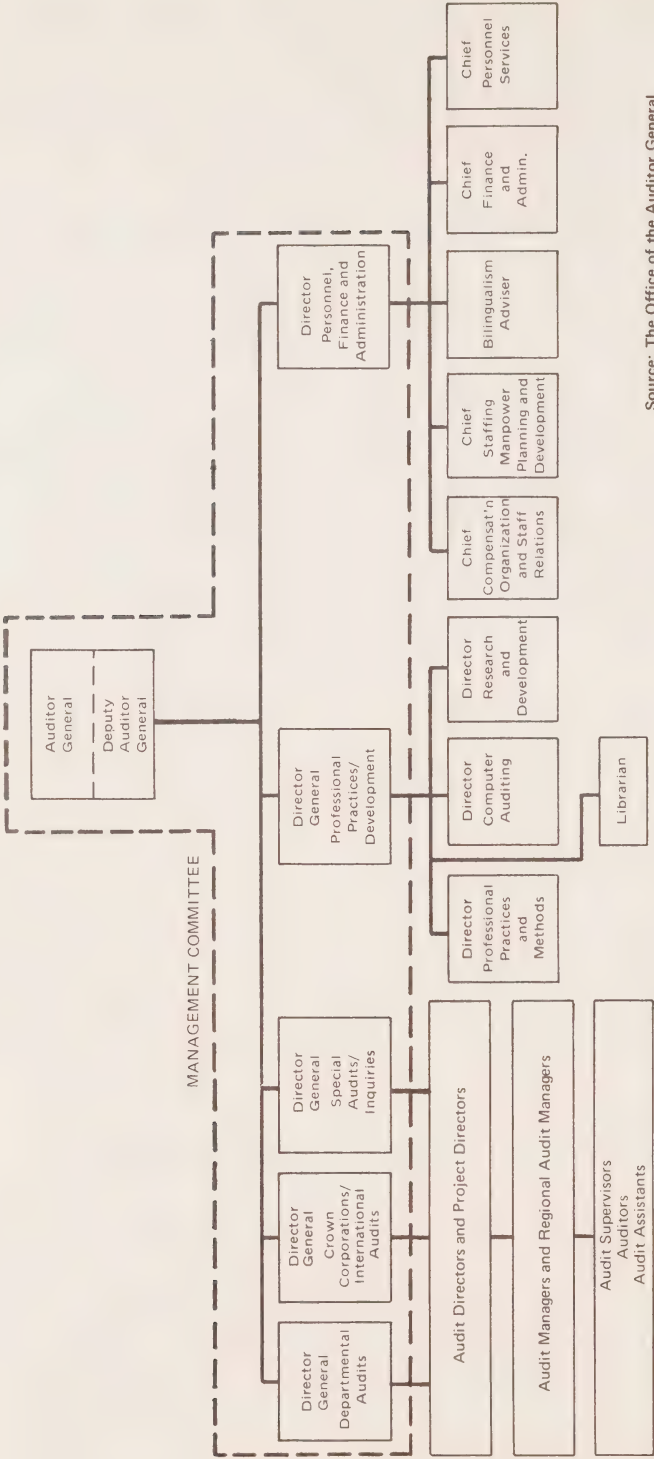 Auditor
General
Deputy
Auditor
General
MANAGEMENT COMMITTEE
Director
General
Departmental
Audits
Director
General
Crown
Corporations/
International
Audits
Director
General
Special
Audits/
Inquiries
Director
General
Professional
Practices/
Development
Director
Personnel,
Finance and
Administration
Audit Directors and Project Directors
Audit Managers and Regional Audit Managers
Audit Supervisors
Auditors
Audit Assistants
Director
Professional
Practices
and
Methods
Director
Computer
Auditing
Director
Research
and
Development
Librarian
Chief
Compensat'n
Organization
and Staff
Relations
Chief
Staffing
Manpower
Planning and
Development
Bilingualism
Adviser
Chief
Finance
and
Admin.
Chief
Personnel
Services
Source: The Office of the Auditor General